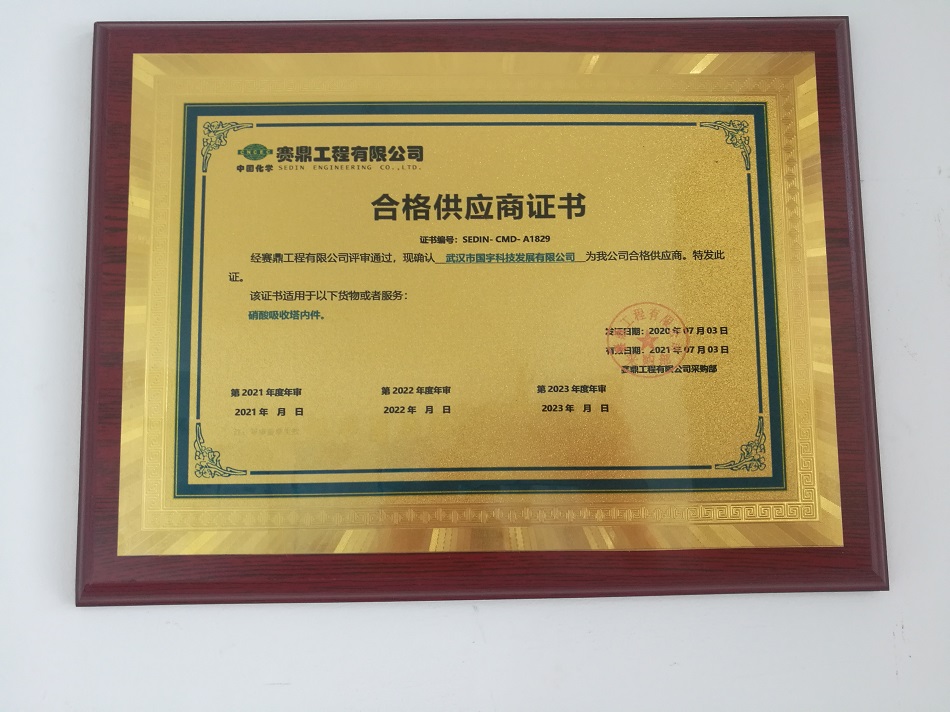 CNCEC 赛鼎工程有限公司
中国化学 SEDIN ENGINEERING CO.,LTD.
合格供应商证书
证书编号：SEDIN- CMD- A1829
经赛鼎工程有限公司评审通过，现确认 武汉市国宇科技发展有限公司 为我公司合格供应商。特发此
证。
该证书适用于以下货物或者服务：
硝酸吸收塔内件。
发证日期：2020 年 07 月 03 日
有效日期：2021 年 07 月 03 日
赛鼎工程有限公司采购部
第 2021 年度年审 第 2022 年度年审 第 2023 年度年审
2021 年 月 日 2022 年 月 日 2023 年 月 日